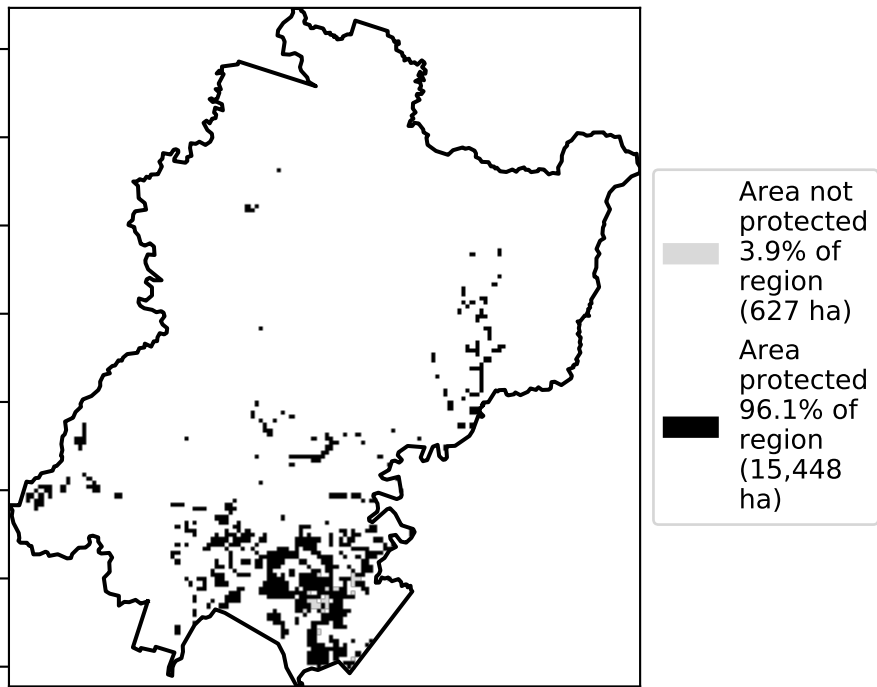 Area not
protected
3.9% of
region
(627 ha)
Area
protected
96.1% of
region
(15,448
ha)